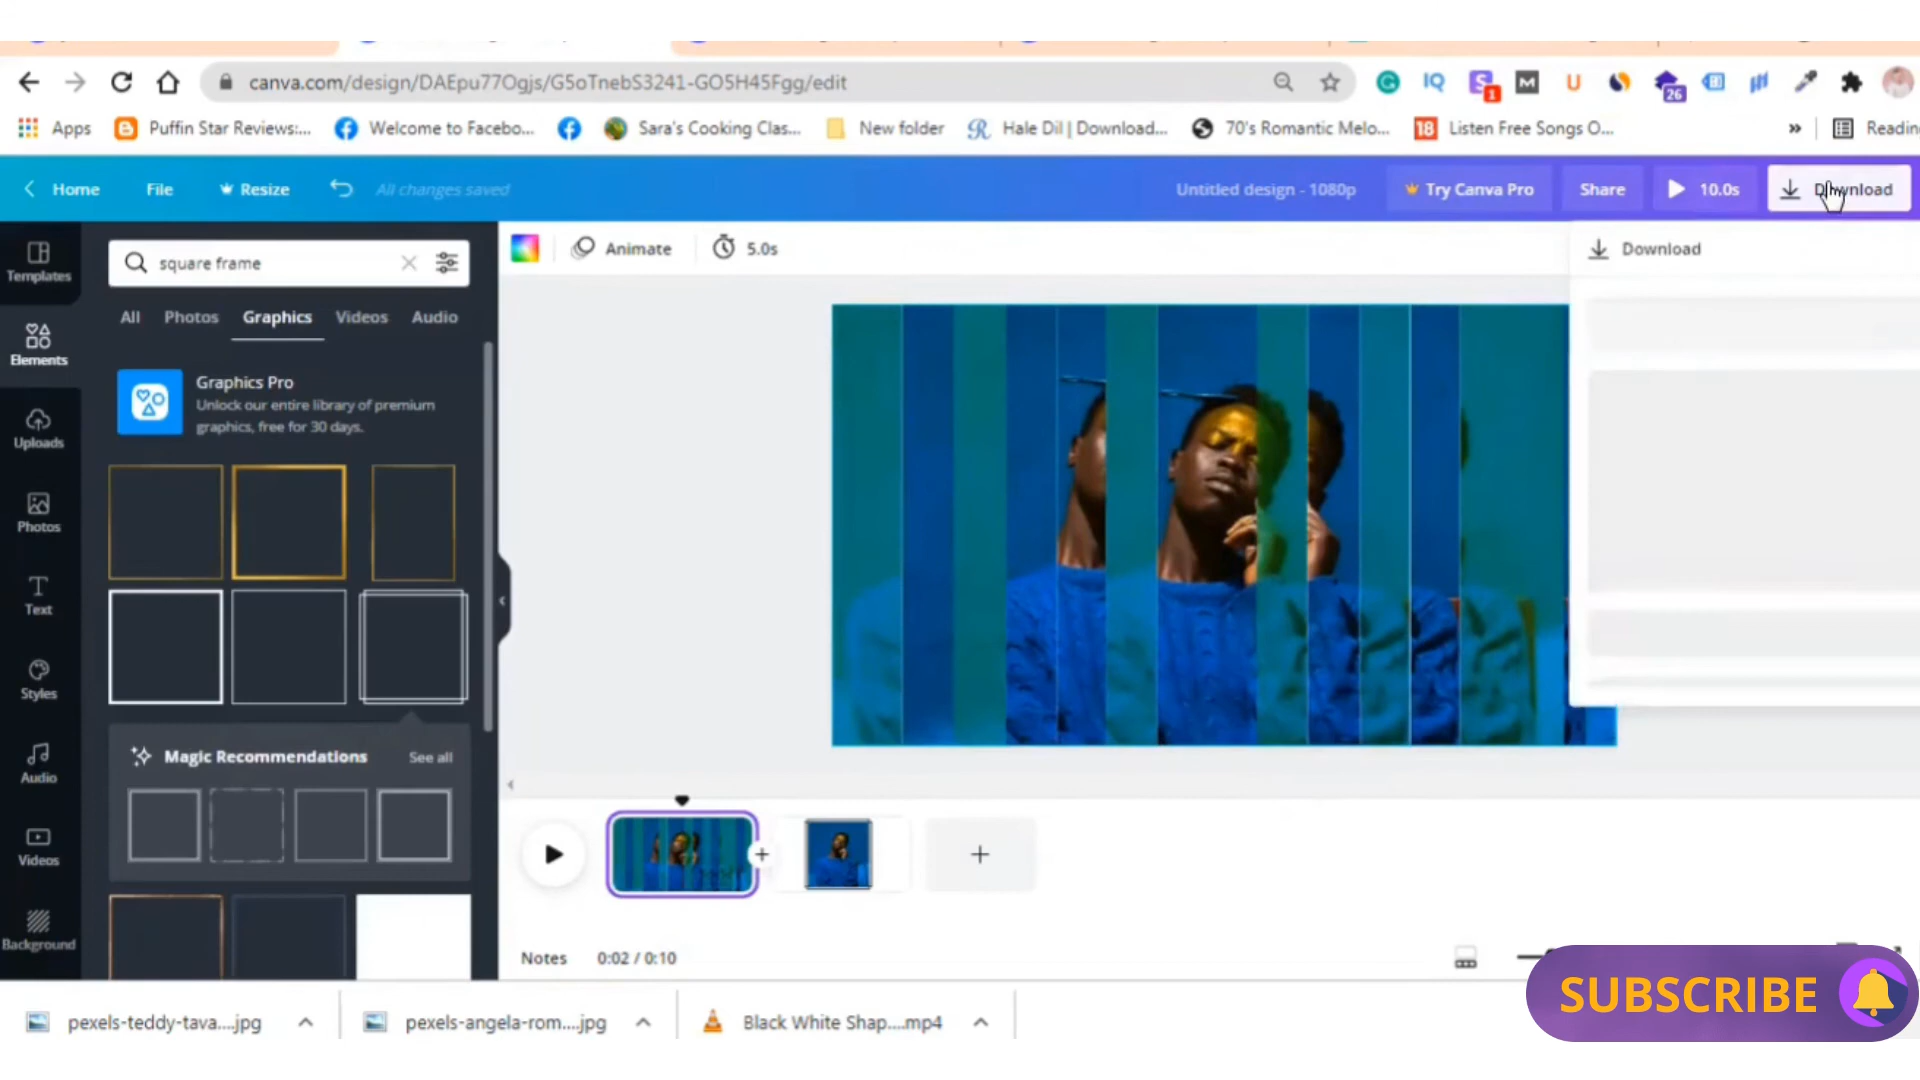 canva.com/design/DAEpu77Ogjs/G5oTnebS3241-GO5H45Fgg/edit
1
26
Apps
Puffin Star Reviews:...
Welcome to Facebo...
Sara's Cooking Clas...
New folder
Hale Dil | Download...
70's Romantic Melo...
18
Listen Free Songs O...
»
Readin
Home
File
Resize
All changes saved
Untitled design - 1080p
Try Canva Pro
Share
10.0s
Download
Templates
Elements
Uploads
Photos
Text
Styles
Audio
Videos
Background
square frame
All
Photos
Graphics
Videos
Audio
Graphics Pro
Unlock our entire library of premium
graphics, free for 30 days.
Magic Recommendations
See all
Animate
5.0s
Download
Notes
0:02 / 0:10
SUBSCRIBE
pexels-teddy-tava....jpg
pexels-angela-rom....jpg
Black White Shap....mp4